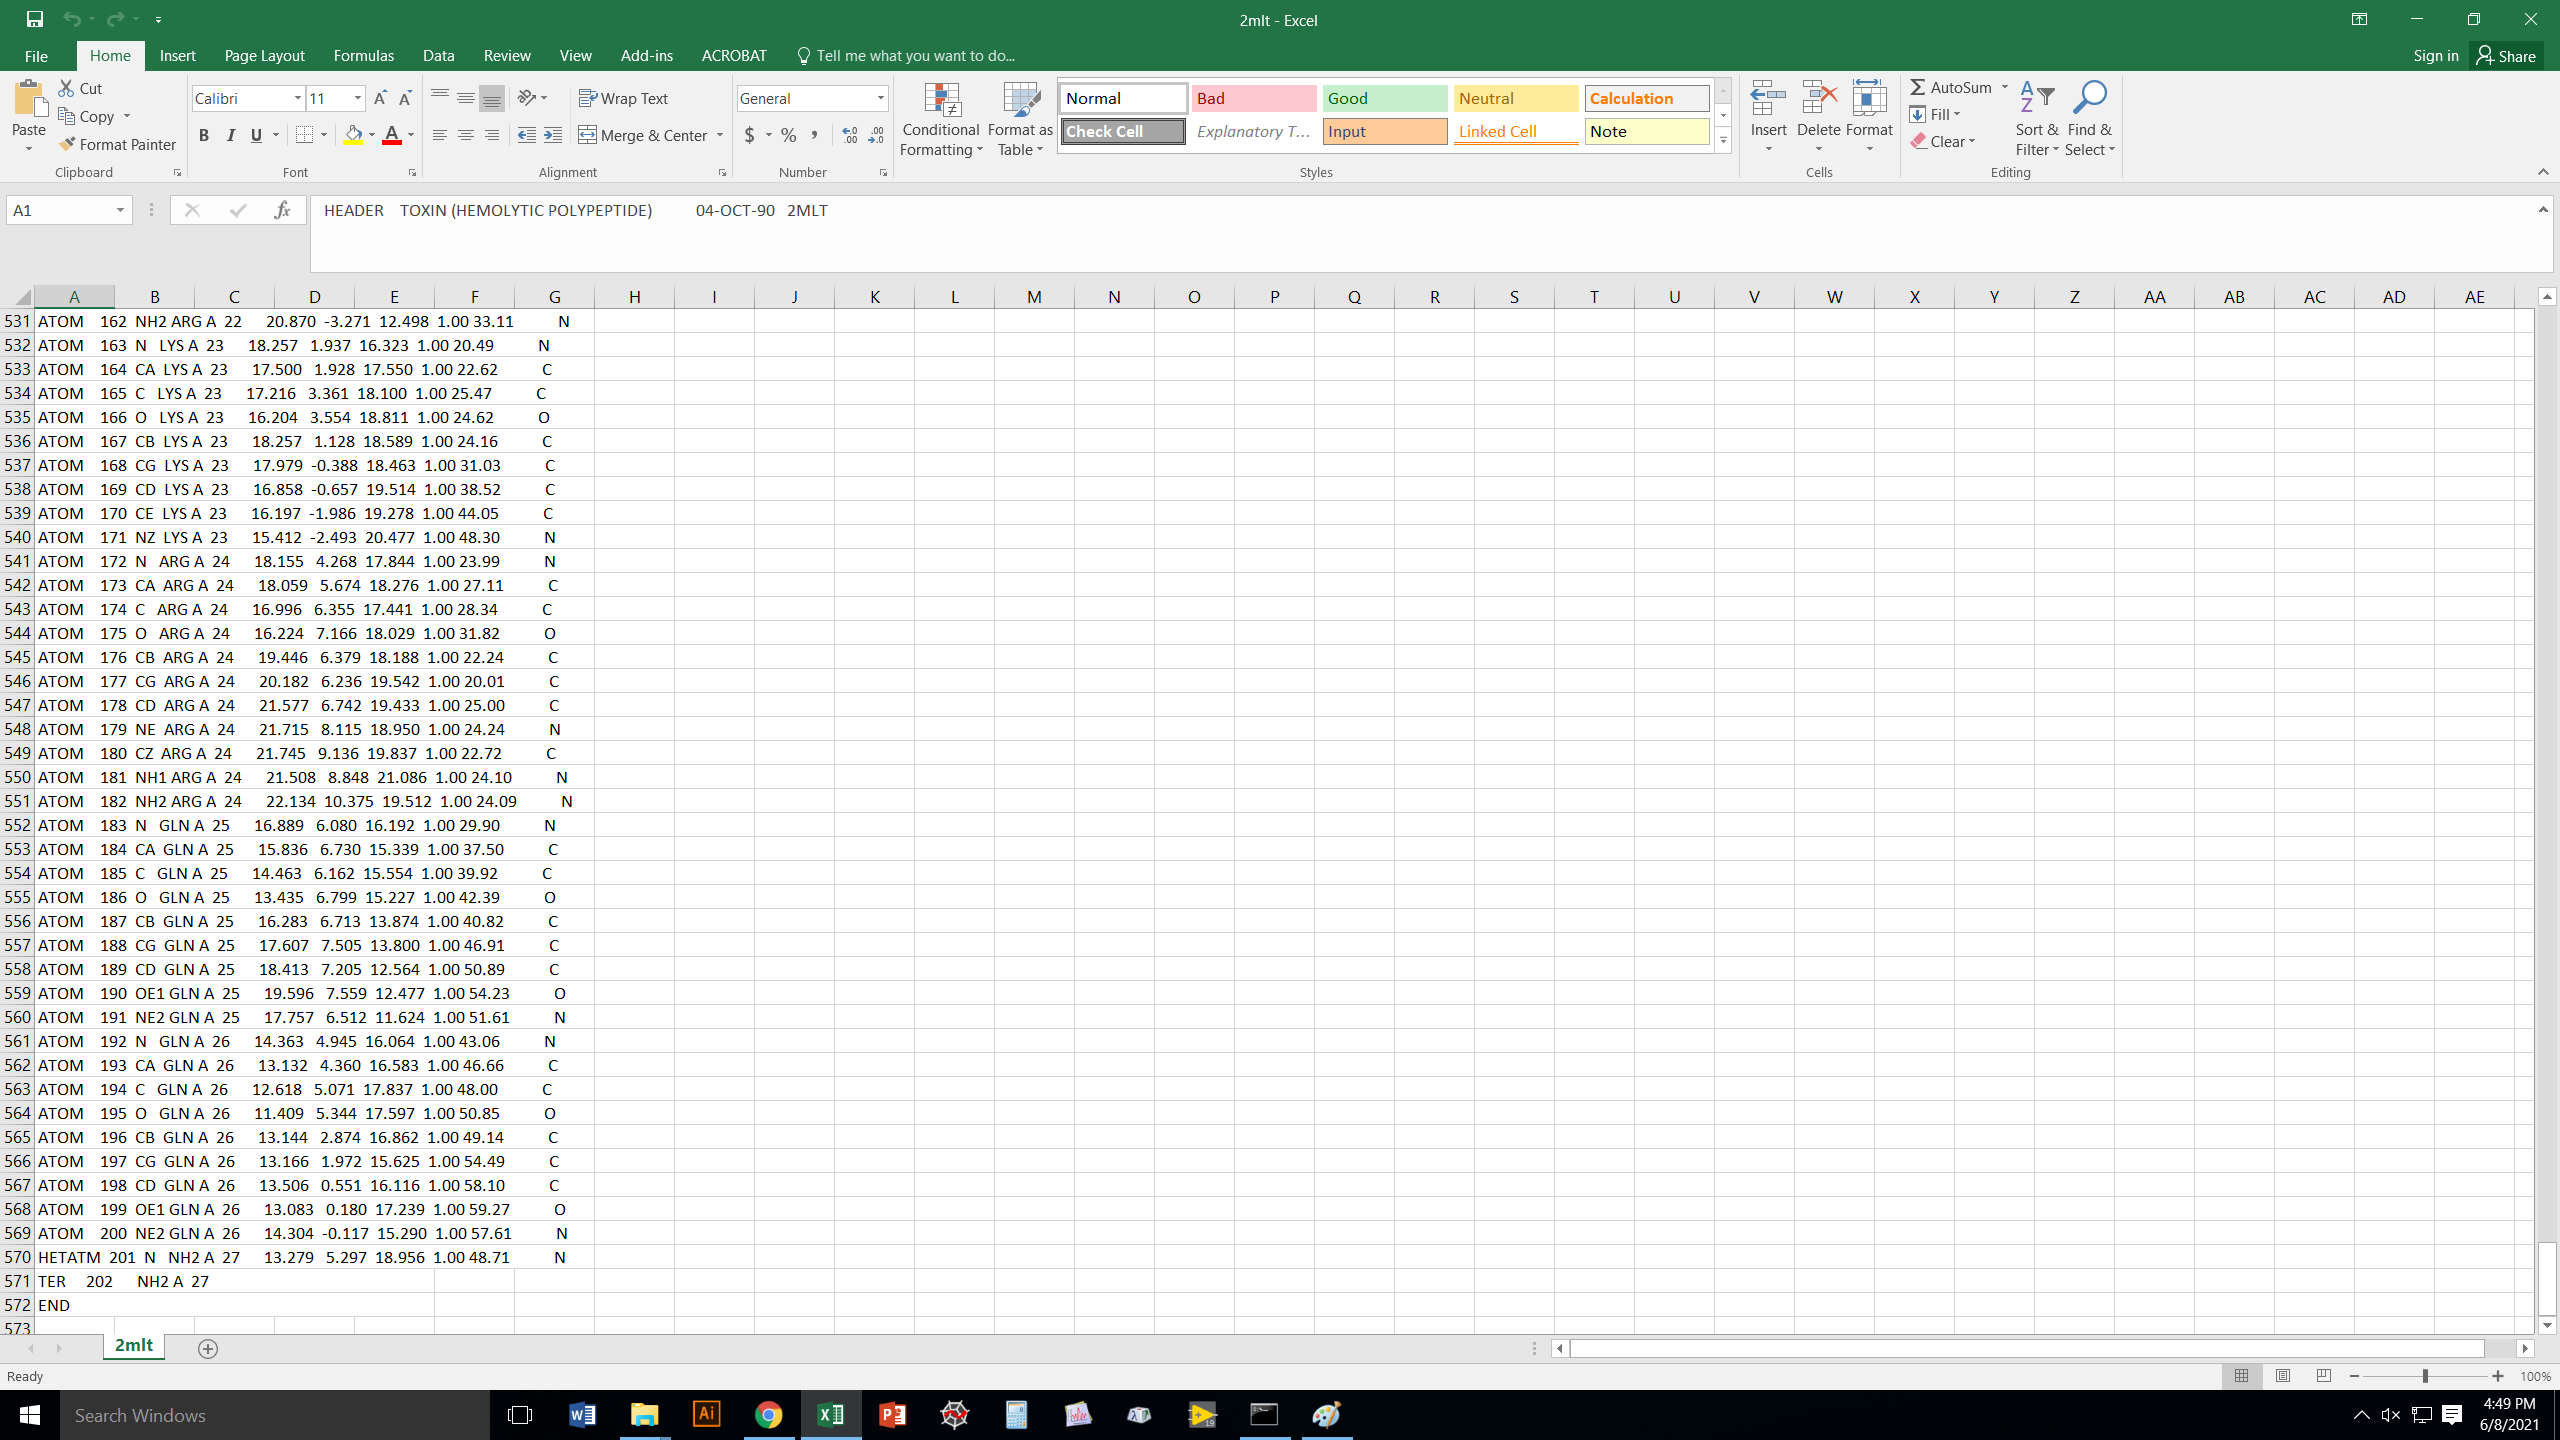 2mlt - Excel
File Home Insert Page Layout Formulas Data Review View Add-ins ACROBAT Tell me what you want to do... Sign in Share
Paste Cut Copy Format Painter Clipboard
Calibri 11 B I U Font
Wrap Text Merge & Center Alignment
General $ % , Number
Conditional Formatting Format as Table
Normal Bad Good Neutral Calculation
Check Cell Explanatory T... Input Linked Cell Note
Styles
Insert Delete Format Cells
AutoSum Fill Clear Sort & Filter Find & Select Editing
A1 fx HEADER TOXIN (HEMOLYTIC POLYPEPTIDE) 04-OCT-90 2MLT
A B C D E F G H I J K L M N O P Q R S T U V W X Y Z AA AB AC AD AE
531 ATOM 162 NH2 ARG A 22 20.870 -3.271 12.498 1.00 33.11 N
532 ATOM 163 N LYS A 23 18.257 1.937 16.323 1.00 20.49 N
533 ATOM 164 CA LYS A 23 17.500 1.928 17.550 1.00 22.62 C
534 ATOM 165 C LYS A 23 17.216 3.361 18.100 1.00 25.47 C
535 ATOM 166 O LYS A 23 16.204 3.554 18.811 1.00 24.62 O
536 ATOM 167 CB LYS A 23 18.257 1.128 18.589 1.00 24.16 C
537 ATOM 168 CG LYS A 23 17.979 -0.388 18.463 1.00 31.03 C
538 ATOM 169 CD LYS A 23 16.858 -0.657 19.514 1.00 38.52 C
539 ATOM 170 CE LYS A 23 16.197 -1.986 19.278 1.00 44.05 C
540 ATOM 171 NZ LYS A 23 15.412 -2.493 20.477 1.00 48.30 N
541 ATOM 172 N ARG A 24 18.155 4.268 17.844 1.00 23.99 N
542 ATOM 173 CA ARG A 24 18.059 5.674 18.276 1.00 27.11 C
543 ATOM 174 C ARG A 24 16.996 6.355 17.441 1.00 28.34 C
544 ATOM 175 O ARG A 24 16.224 7.166 18.029 1.00 31.82 O
545 ATOM 176 CB ARG A 24 19.446 6.379 18.188 1.00 22.24 C
546 ATOM 177 CG ARG A 24 20.182 6.236 19.542 1.00 20.01 C
547 ATOM 178 CD ARG A 24 21.577 6.742 19.433 1.00 25.00 C
548 ATOM 179 NE ARG A 24 21.715 8.115 18.950 1.00 24.24 N
549 ATOM 180 CZ ARG A 24 21.745 9.136 19.837 1.00 22.72 C
550 ATOM 181 NH1 ARG A 24 21.508 8.848 21.086 1.00 24.10 N
551 ATOM 182 NH2 ARG A 24 22.134 10.375 19.512 1.00 24.09 N
552 ATOM 183 N GLN A 25 16.889 6.080 16.192 1.00 29.90 N
553 ATOM 184 CA GLN A 25 15.836 6.730 15.339 1.00 37.50 C
554 ATOM 185 C GLN A 25 14.463 6.162 15.554 1.00 39.92 C
555 ATOM 186 O GLN A 25 13.435 6.799 15.227 1.00 42.39 O
556 ATOM 187 CB GLN A 25 16.283 6.713 13.874 1.00 40.82 C
557 ATOM 188 CG GLN A 25 17.607 7.505 13.800 1.00 46.91 C
558 ATOM 189 CD GLN A 25 18.413 7.205 12.564 1.00 50.89 C
559 ATOM 190 OE1 GLN A 25 19.596 7.559 12.477 1.00 54.23 O
560 ATOM 191 NE2 GLN A 25 17.757 6.512 11.624 1.00 51.61 N
561 ATOM 192 N GLN A 26 14.363 4.945 16.064 1.00 43.06 N
562 ATOM 193 CA GLN A 26 13.132 4.360 16.583 1.00 46.66 C
563 ATOM 194 C GLN A 26 12.618 5.071 17.837 1.00 48.00 C
564 ATOM 195 O GLN A 26 11.409 5.344 17.597 1.00 50.85 O
565 ATOM 196 CB GLN A 26 13.144 2.874 16.862 1.00 49.14 C
566 ATOM 197 CG GLN A 26 13.166 1.972 15.625 1.00 54.49 C
567 ATOM 198 CD GLN A 26 13.506 0.551 16.116 1.00 58.10 C
568 ATOM 199 OE1 GLN A 26 13.083 0.180 17.239 1.00 59.27 O
569 ATOM 200 NE2 GLN A 26 14.304 -0.117 15.290 1.00 57.61 N
570 HETATM 201 N NH2 A 27 13.279 5.297 18.956 1.00 48.71 N
571 TER 202 NH2 A 27
572 END
573
2mlt
Ready 100%
Search Windows 4:49 PM
6/8/2021